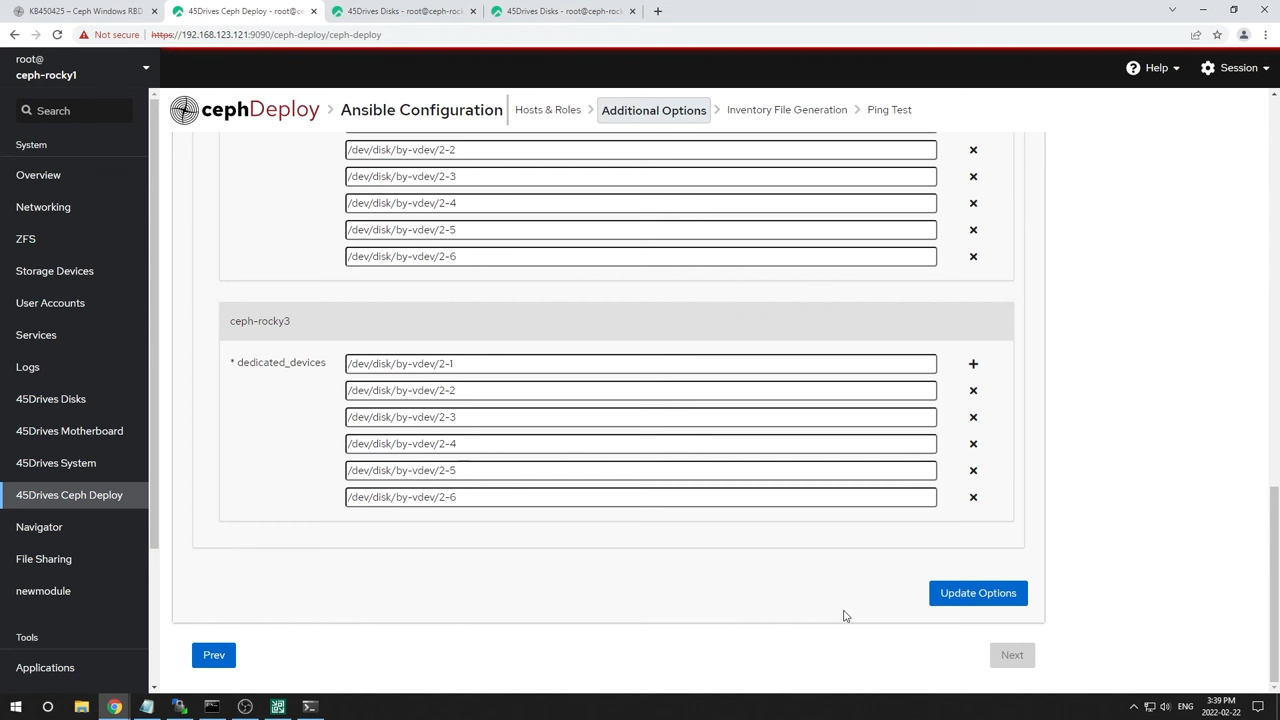 KB450425 – Ceph Windows RBD
45Drives Ceph Deploy - root@ce
45Drives Disks - root@ceph-rock
45Drives Disks - root@ceph-rock
Not secure
https://192.168.123.121:9090/ceph-deploy/ceph-deploy
root@
ceph-rocky1
Help
Session
Search
cephDeploy
Ansible Configuration
Hosts & Roles
Additional Options
Inventory File Generation
Ping Test
System
Overview
Networking
ZFS
Storage Devices
User Accounts
Services
Logs
45Drives Disks
45Drives Motherboard
45Drives System
45Drives Ceph Deploy
Navigator
File Sharing
newmodule
Tools
Applications
/dev/disk/by-vdev/2-2
/dev/disk/by-vdev/2-3
/dev/disk/by-vdev/2-4
/dev/disk/by-vdev/2-5
/dev/disk/by-vdev/2-6
ceph-rocky3
* dedicated_devices
/dev/disk/by-vdev/2-1
/dev/disk/by-vdev/2-2
/dev/disk/by-vdev/2-3
/dev/disk/by-vdev/2-4
/dev/disk/by-vdev/2-5
/dev/disk/by-vdev/2-6
Update Options
Prev
Next
ENG
3:39 PM
2022-02-22